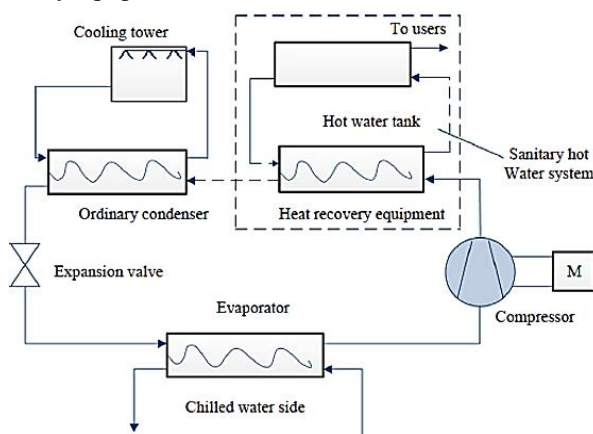 Cooling tower
To users
Hot water tank
Sanitary hot
Water system
Ordinary condenser
Heat recovery equipment
Expansion valve
M
Evaporator
Compressor
Chilled water side